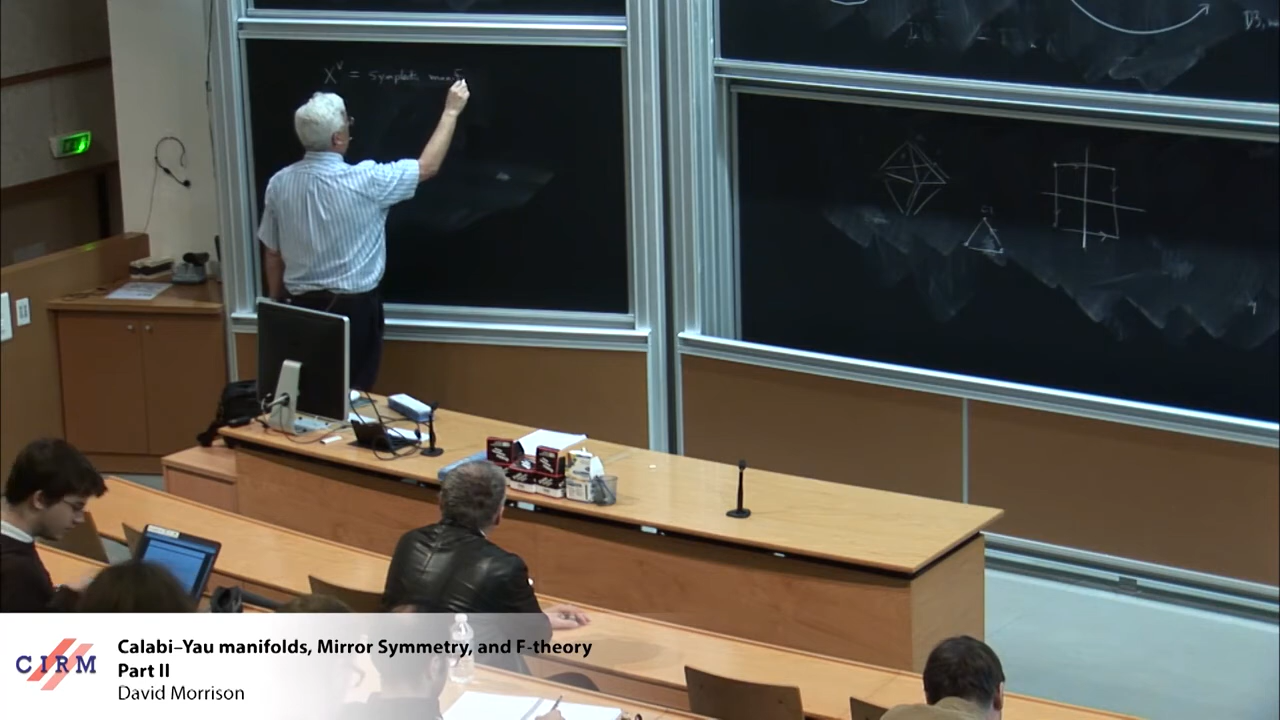 X^v = Symplectic manif
CIRM
Calabi–Yau manifolds, Mirror Symmetry, and F-theory
Part II
David Morrison